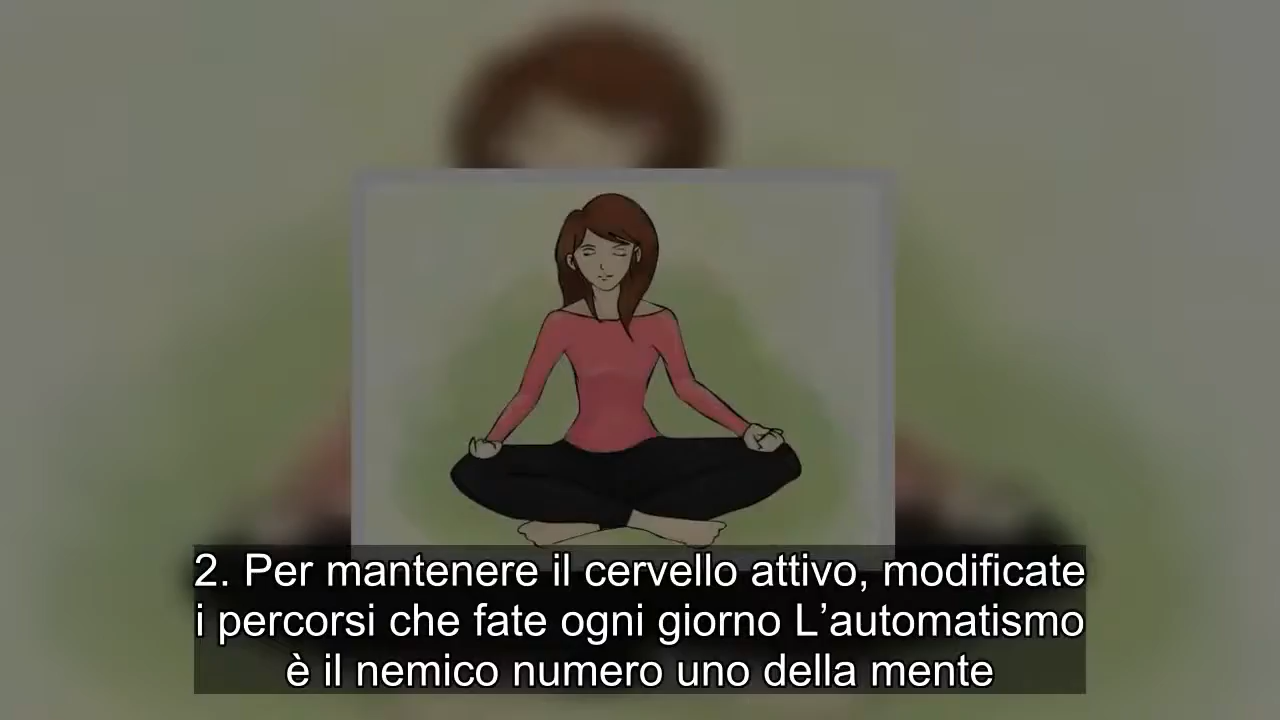 2. Per mantenere il cervello attivo, modificate
i percorsi che fate ogni giorno L’automatismo
è il nemico numero uno della mente